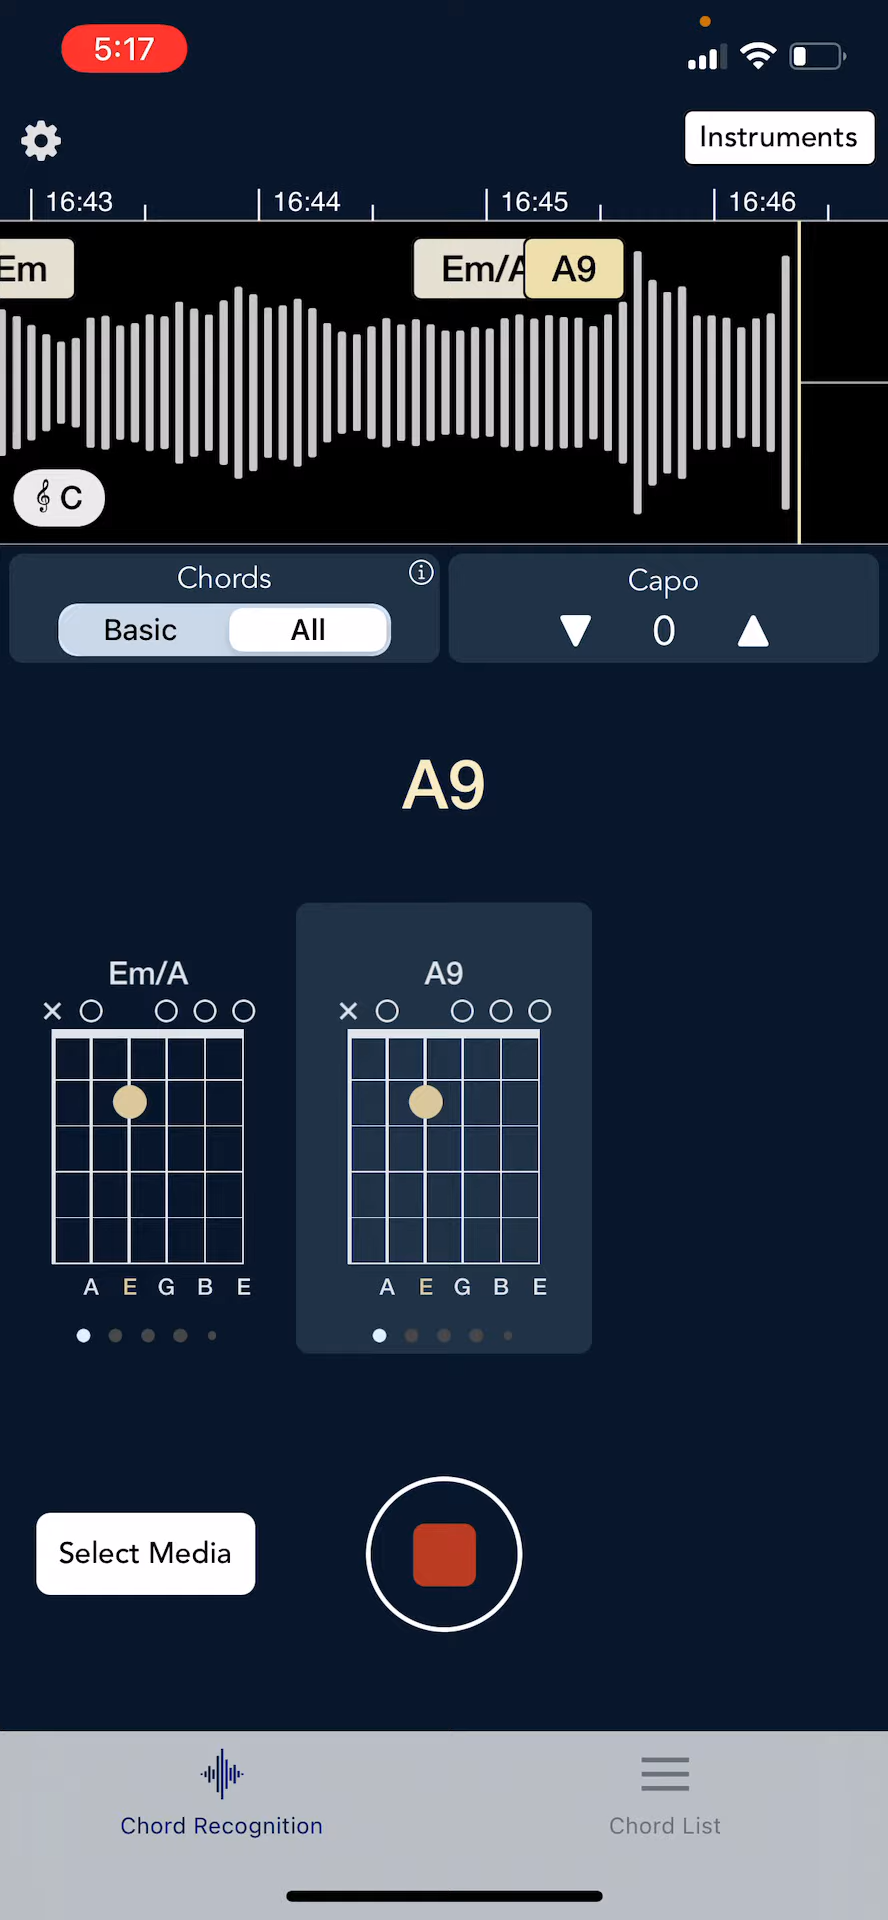 5:17
Instruments
16:43 16:44 16:45 16:46
Em Em/A A9
C
Chords
Basic All
Capo
0
A9
Em/A A9
A E G B E A E G B E
Select Media
Chord Recognition Chord List